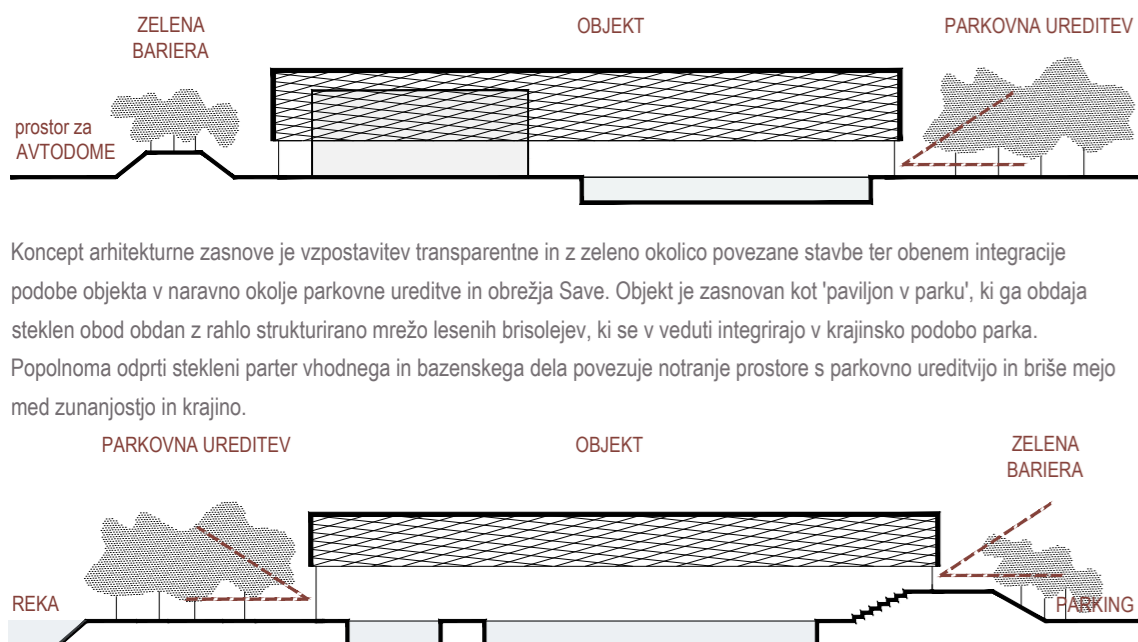 ZELENA
BARIERA
OBJEKT
PARKOVNA UREDITEV
prostor za
AVTODOME
Koncept arhitekturne zasnove je vzpostavitev transparentne in z zeleno okolico povezane stavbe ter obenem integracije
podobe objekta v naravno okolje parkovne ureditve in obrežja Save. Objekt je zasnovan kot 'paviljon v parku', ki ga obdaja
steklen obod obdan z rahlo strukturirano mrežo lesenih brisolejev, ki se v veduti integrirajo v krajinsko podobo parka.
Popolnoma odprti stekleni parter vhodnega in bazenskega dela povezuje notranje prostore s parkovno ureditvijo in briše mejo
med zunanjostjo in krajino.
PARKOVNA UREDITEV
OBJEKT
ZELENA
BARIERA
REKA
PARKING